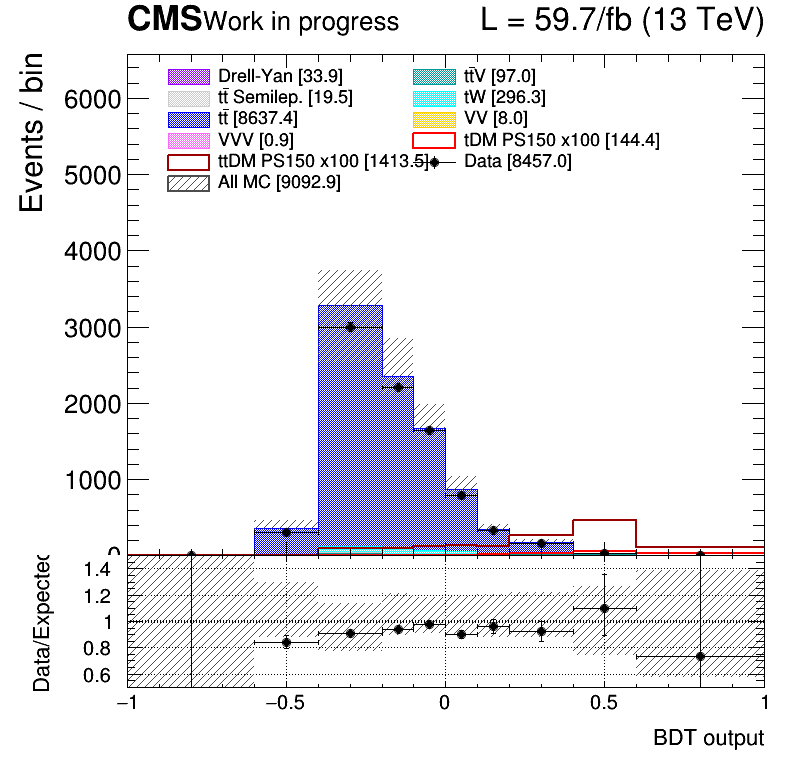 CMS Work in progress L = 59.7/fb (13 TeV)
Events / bin
Drell-Yan [33.9] tt̄V [97.0]
tt̄ Semilep. [19.5] tW [296.3]
tt̄ [8637.4] VV [8.0]
VVV [0.9] tDM PS150 x100 [144.4]
ttDM PS150 x100 [1413.5] Data [8457.0]
All MC [9092.9]
6000
5000
4000
3000
2000
1000
0
Data/Expected
1.4
1.2
1
0.8
0.6
−1 −0.5 0 0.5 1
BDT output